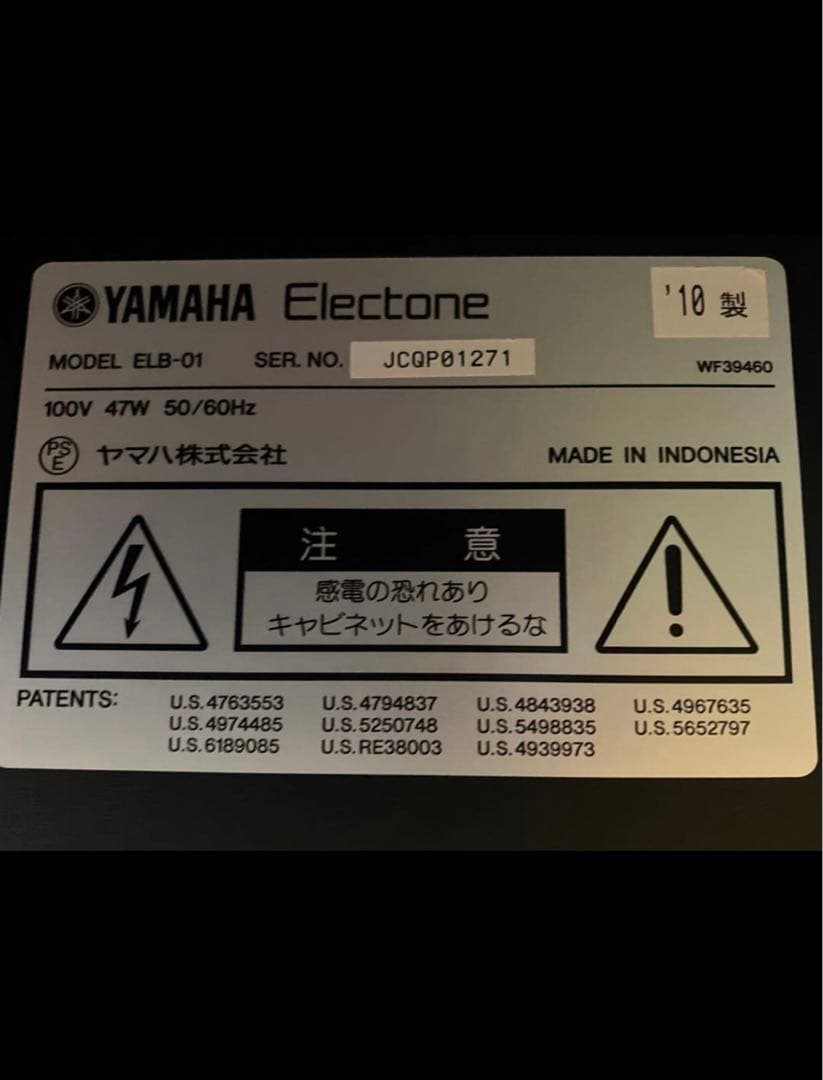 YAMAHA Electone '10 製
MODEL ELB-01 SER. NO. JCQP01271 WF39460
100V 47W 50/60Hz
PSE ヤマハ株式会社 MADE IN INDONESIA
注意
感電の恐れあり
キャビネットをあけるな
PATENTS: U.S.4763553 U.S.4794837 U.S.4843938 U.S.4967635
U.S.4974485 U.S.5250748 U.S.5498835 U.S.5652797
U.S.6189085 U.S.RE38003 U.S.4939973